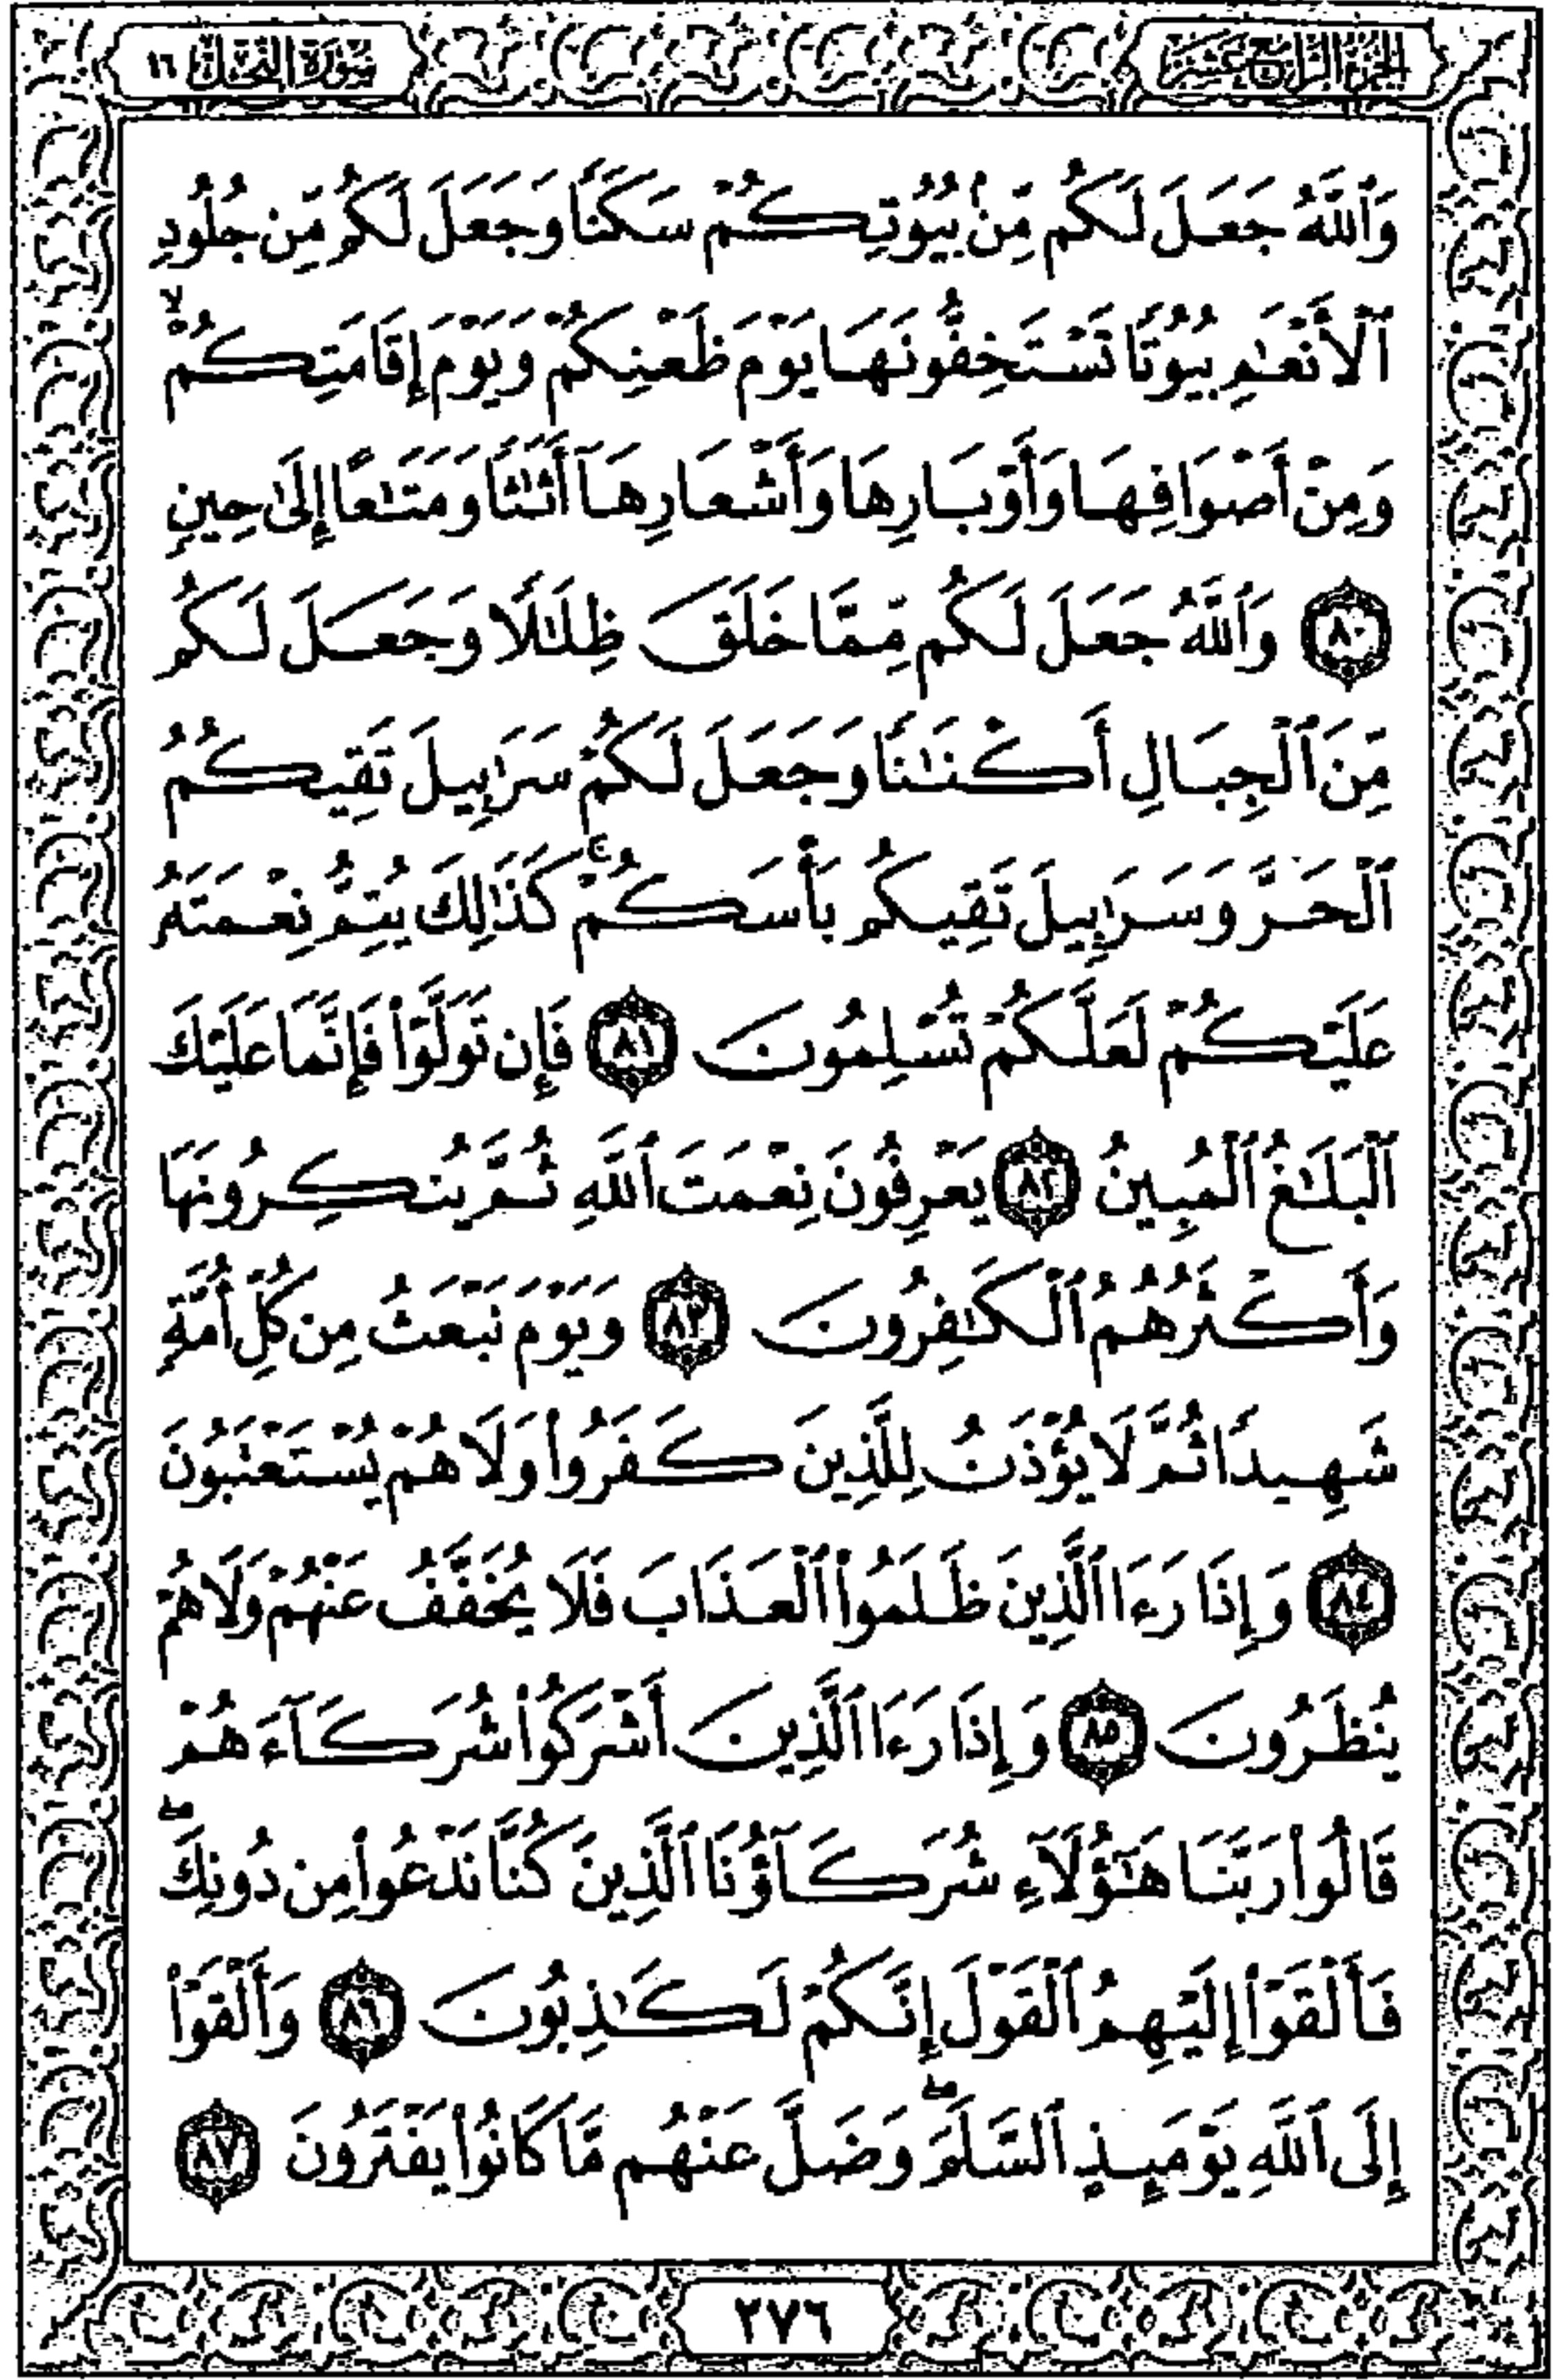 الجزء الرابع عشر
سورة النحل ١٦
وَٱللَّهُ جَعَلَ لَكُم مِّنۢ بُيُوتِكُمْ سَكَنًا وَجَعَلَ لَكُم مِّن جُلُودِ
ٱلْأَنْعَٰمِ بُيُوتًا تَسْتَخِفُّونَهَا يَوْمَ ظَعْنِكُمْ وَيَوْمَ إِقَامَتِكُمْ ۙ
وَمِنْ أَصْوَافِهَا وَأَوْبَارِهَا وَأَشْعَارِهَآ أَثَٰثًا وَمَتَٰعًا إِلَىٰ حِينٍ
٨٠ وَٱللَّهُ جَعَلَ لَكُم مِّمَّا خَلَقَ ظِلَٰلًا وَجَعَلَ لَكُم
مِّنَ ٱلْجِبَالِ أَكْنَٰنًا وَجَعَلَ لَكُمْ سَرَٰبِيلَ تَقِيكُمُ
ٱلْحَرَّ وَسَرَٰبِيلَ تَقِيكُم بَأْسَكُمْ ۚ كَذَٰلِكَ يُتِمُّ نِعْمَتَهُۥ
عَلَيْكُمْ لَعَلَّكُمْ تُسْلِمُونَ ٨١ فَإِن تَوَلَّوْا۟ فَإِنَّمَا عَلَيْكَ
ٱلْبَلَٰغُ ٱلْمُبِينُ ٨٢ يَعْرِفُونَ نِعْمَتَ ٱللَّهِ ثُمَّ يُنكِرُونَهَا
وَأَكْثَرُهُمُ ٱلْكَٰفِرُونَ ٨٣ وَيَوْمَ نَبْعَثُ مِن كُلِّ أُمَّةٍ
شَهِيدًا ثُمَّ لَا يُؤْذَنُ لِلَّذِينَ كَفَرُوا۟ وَلَا هُمْ يُسْتَعْتَبُونَ
٨٤ وَإِذَا رَءَا ٱلَّذِينَ ظَلَمُوا۟ ٱلْعَذَابَ فَلَا يُخَفَّفُ عَنْهُمْ وَلَا هُمْ
يُنظَرُونَ ٨٥ وَإِذَا رَءَا ٱلَّذِينَ أَشْرَكُوا۟ شُرَكَآءَهُمْ
قَالُوا۟ رَبَّنَا هَٰٓؤُلَآءِ شُرَكَآؤُنَا ٱلَّذِينَ كُنَّا نَدْعُوا۟ مِن دُونِكَ ۖ
فَأَلْقَوْا۟ إِلَيْهِمُ ٱلْقَوْلَ إِنَّكُمْ لَكَٰذِبُونَ ٨٦ وَأَلْقَوْا۟
إِلَى ٱللَّهِ يَوْمَئِذٍ ٱلسَّلَمَ ۖ وَضَلَّ عَنْهُم مَّا كَانُوا۟ يَفْتَرُونَ ٨٧
٢٧٦